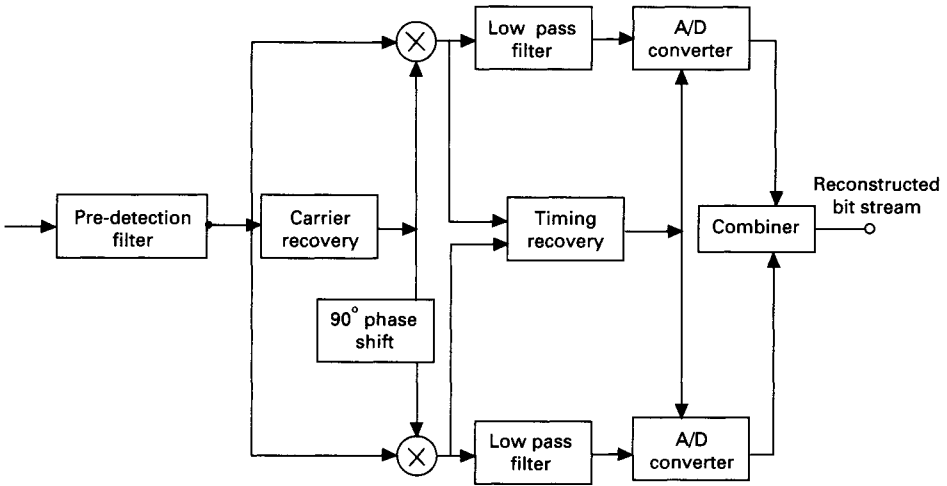 Low pass
filter
A/D
converter
Pre-detection
filter
Carrier
recovery
Timing
recovery
Combiner
Reconstructed
bit stream
90° phase
shift
Low pass
filter
A/D
converter